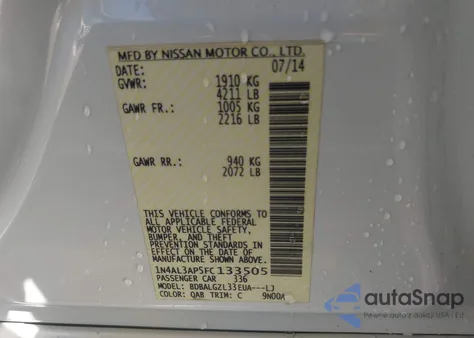 MFD BY NISSAN MOTOR CO., LTD.
DATE: 07/14
GVWR: 1910 KG
4211 LB
GAWR FR.: 1005 KG
2216 LB
GAWR RR.: 940 KG
2072 LB
THIS VEHICLE CONFORMS TO
ALL APPLICABLE FEDERAL
MOTOR VEHICLE SAFETY,
BUMPER, AND THEFT
PREVENTION STANDARDS IN
EFFECT ON THE DATE OF
MANUFACTURE SHOWN ABOVE.
1N4AL3AP5FC133505
PASSENGER CAR 336
MODEL: BDBALGZL33EUA---LJ
COLOR: QAB TRIM: C 9N00A
autoSnap
AUTO Z USA